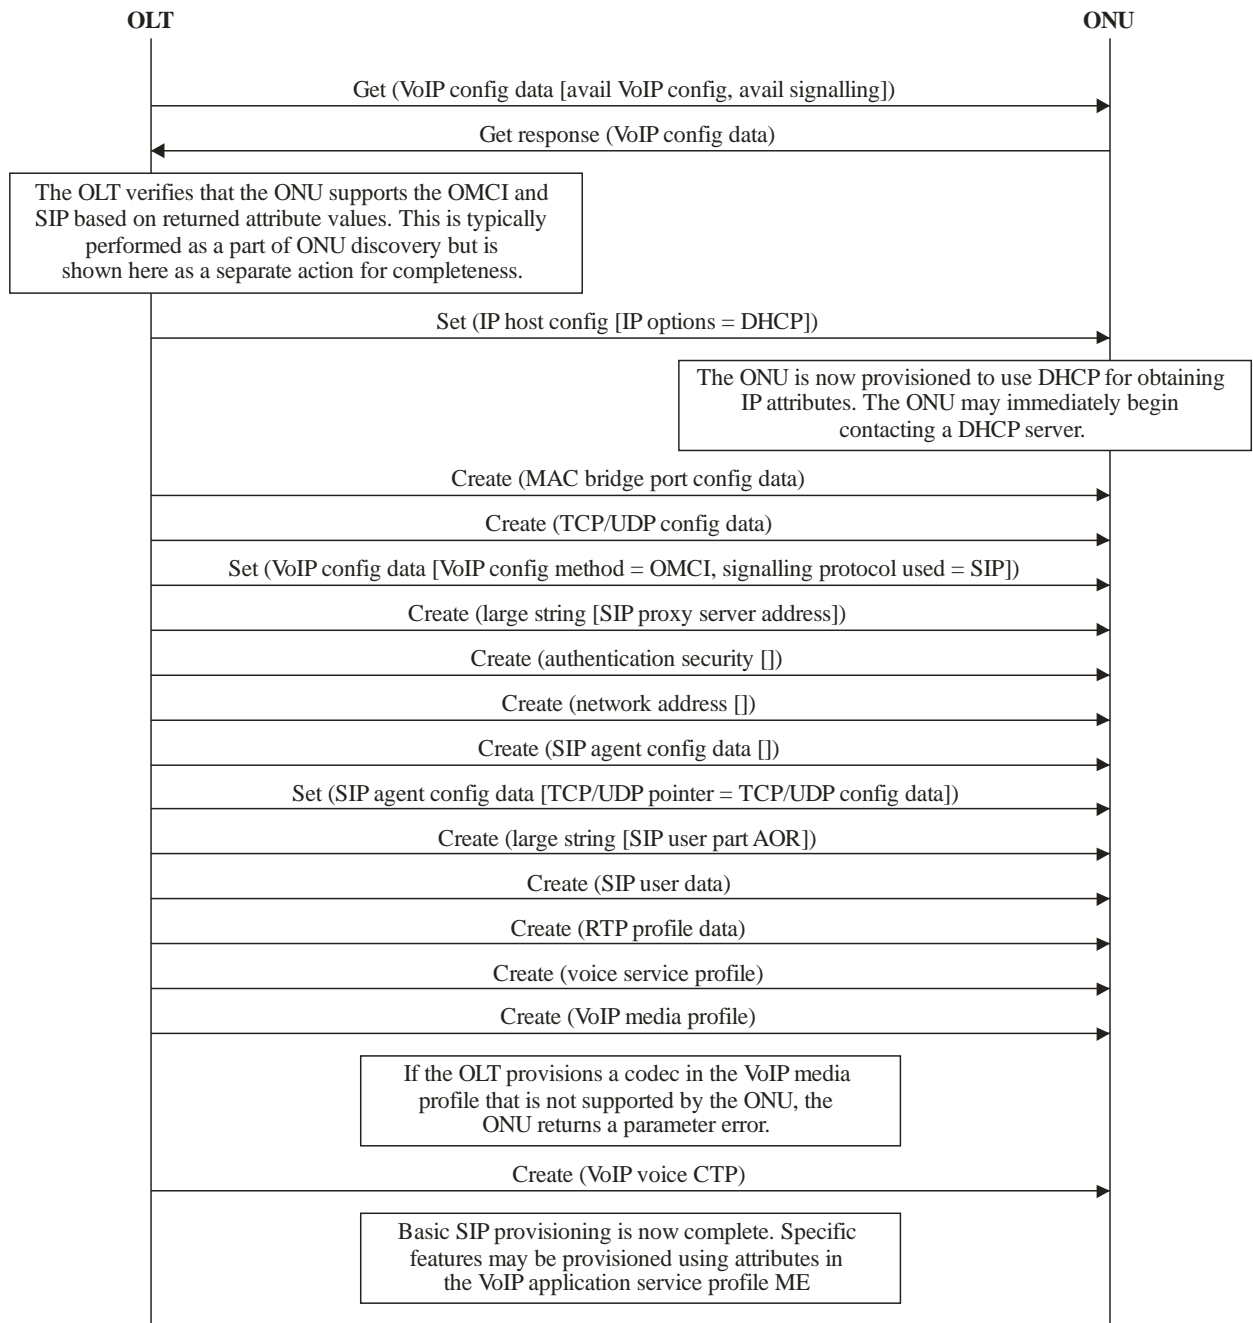 OLT
ONU
Get (VoIP config data [avail VoIP config, avail signalling])
Get response (VoIP config data)
The OLT verifies that the ONU supports the OMCI and
SIP based on returned attribute values. This is typically
performed as a part of ONU discovery but is
shown here as a separate action for completeness.
Set (IP host config [IP options = DHCP])
The ONU is now provisioned to use DHCP for obtaining
IP attributes. The ONU may immediately begin
contacting a DHCP server.
Create (MAC bridge port config data)
Create (TCP/UDP config data)
Set (VoIP config data [VoIP config method = OMCI, signalling protocol used = SIP])
Create (large string [SIP proxy server address])
Create (authentication security [])
Create (network address [])
Create (SIP agent config data [])
Set (SIP agent config data [TCP/UDP pointer = TCP/UDP config data])
Create (large string [SIP user part AOR])
Create (SIP user data)
Create (RTP profile data)
Create (voice service profile)
Create (VoIP media profile)
If the OLT provisions a codec in the VoIP media
profile that is not supported by the ONU, the
ONU returns a parameter error.
Create (VoIP voice CTP)
Basic SIP provisioning is now complete. Specific
features may be provisioned using attributes in
the VoIP application service profile ME